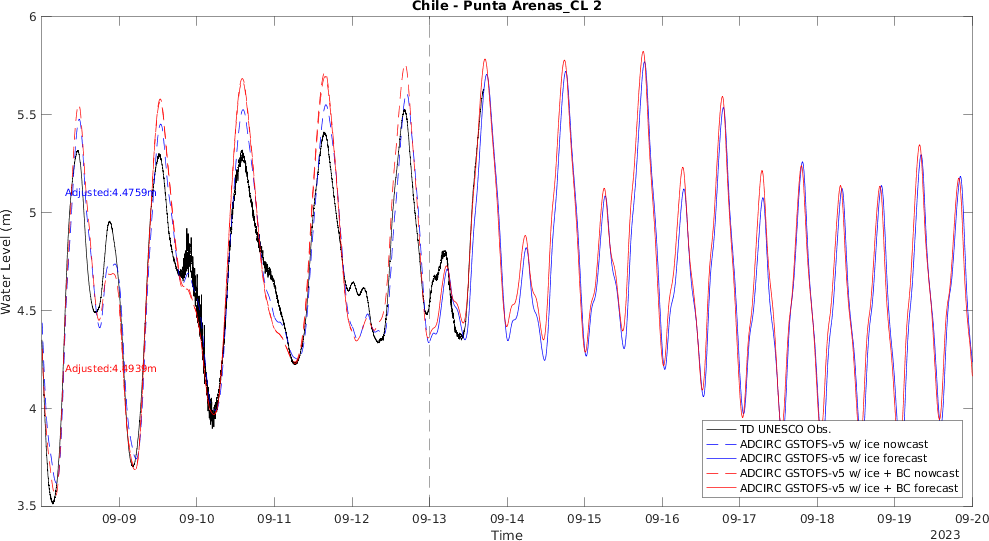 Chile - Punta Arenas_CL 2
6
5.5
5
4.5
4
3.5
Water Level (m)
Adjusted:4.4759m
Adjusted:4.4939m
TD UNESCO Obs.
ADCIRC GSTOFS-v5 w/ ice nowcast
ADCIRC GSTOFS-v5 w/ ice forecast
ADCIRC GSTOFS-v5 w/ ice + BC nowcast
ADCIRC GSTOFS-v5 w/ ice + BC forecast
09-09 09-10 09-11 09-12 09-13 09-14 09-15 09-16 09-17 09-18 09-19 09-20
Time
2023